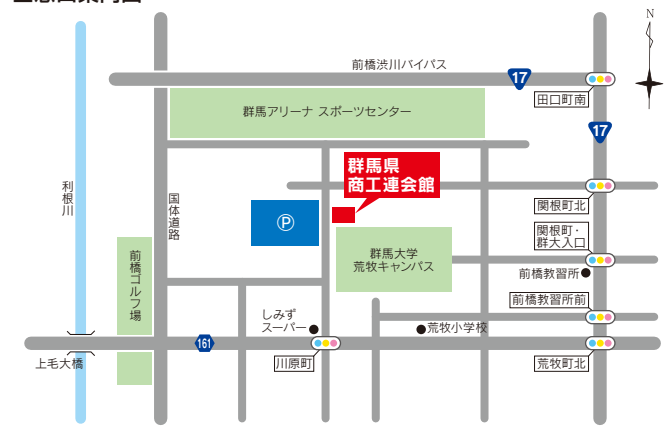 N
前橋渋川バイパス
17
田口町南
群馬アリーナ スポーツセンター
17
群馬県
商工連会館
利根川
国体道路
関根町北
P
関根町・
群大入口
群馬大学
荒牧キャンパス
前橋ゴルフ場
前橋教習所
前橋教習所前
しみず
スーパー
荒牧小学校
161
上毛大橋
川原町
荒牧町北